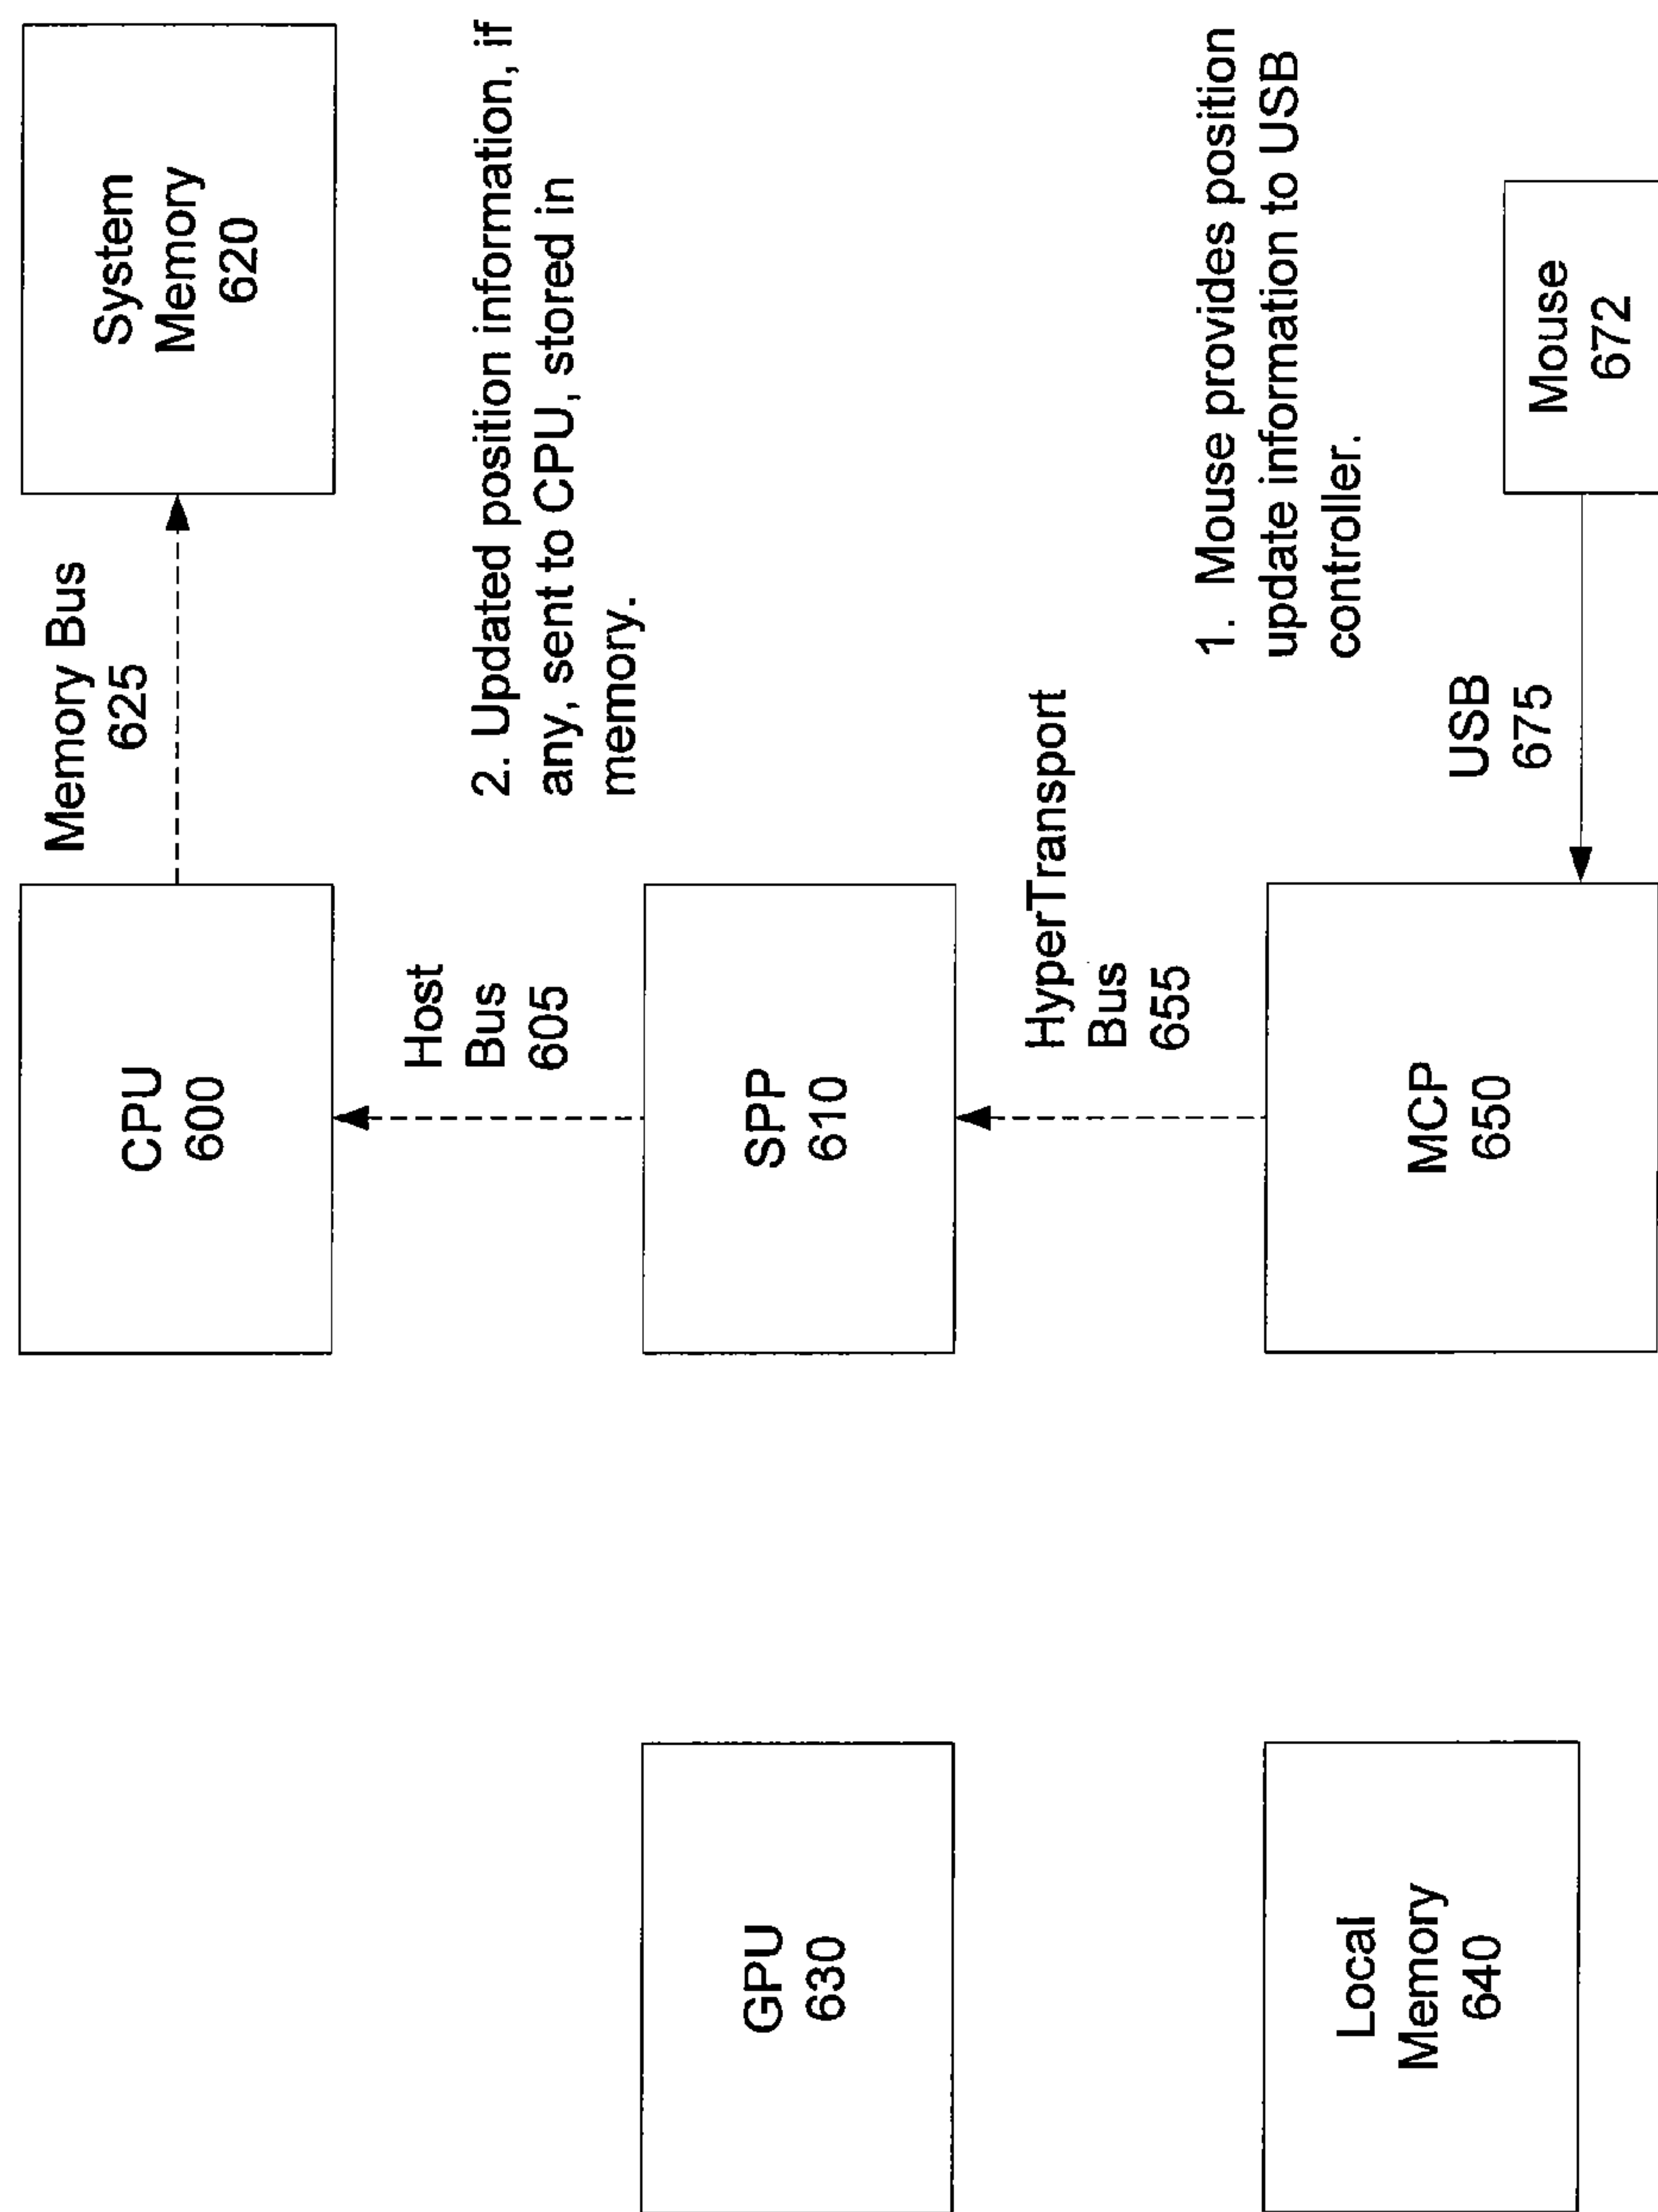 CPU
600
Memory Bus
625
System
Memory
620
Host
Bus
605
2. Updated position information, if
any, sent to CPU, stored in
memory.
GPU
630
SPP
610
HyperTransport
Bus
655
1. Mouse provides position
update information to USB
controller.
Local
Memory
640
MCP
650
USB
675
Mouse
672